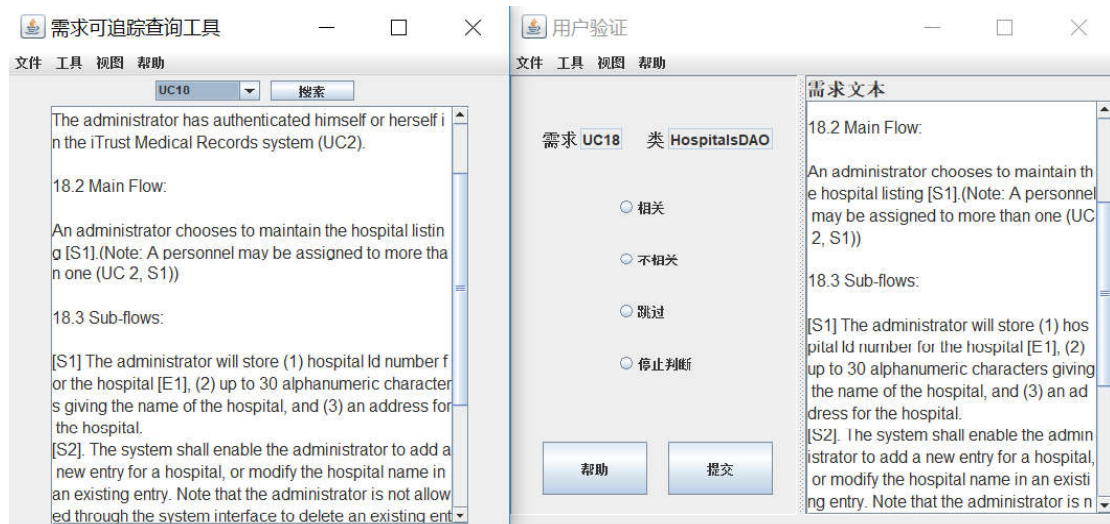 需求可追踪查询工具
文件 工具 视图 帮助
UC18 搜索
The administrator has authenticated himself or herself i
n the iTrust Medical Records system (UC2).
18.2 Main Flow:
An administrator chooses to maintain the hospital listin
g [S1].(Note: A personnel may be assigned to more tha
n one (UC 2, S1))
18.3 Sub-flows:
[S1] The administrator will store (1) hospital Id number f
or the hospital [E1], (2) up to 30 alphanumeric character
s giving the name of the hospital, and (3) an address for
the hospital.
[S2]. The system shall enable the administrator to add a
new entry for a hospital, or modify the hospital name in
an existing entry. Note that the administrator is not allow
ed through the system interface to delete an existing ent
用户验证
文件 工具 视图 帮助
需求 UC18 类 HospitalsDAO
相关
不相关
跳过
停止判断
帮助 提交
需求文本
18.2 Main Flow:
An administrator chooses to maintain th
e hospital listing [S1].(Note: A personnel
may be assigned to more than one (UC
2, S1))
18.3 Sub-flows:
[S1] The administrator will store (1) hos
pital Id number for the hospital [E1], (2)
up to 30 alphanumeric characters giving
the name of the hospital, and (3) an ad
dress for the hospital.
[S2]. The system shall enable the admin
istrator to add a new entry for a hospital,
or modify the hospital name in an existi
ng entry. Note that the administrator is n